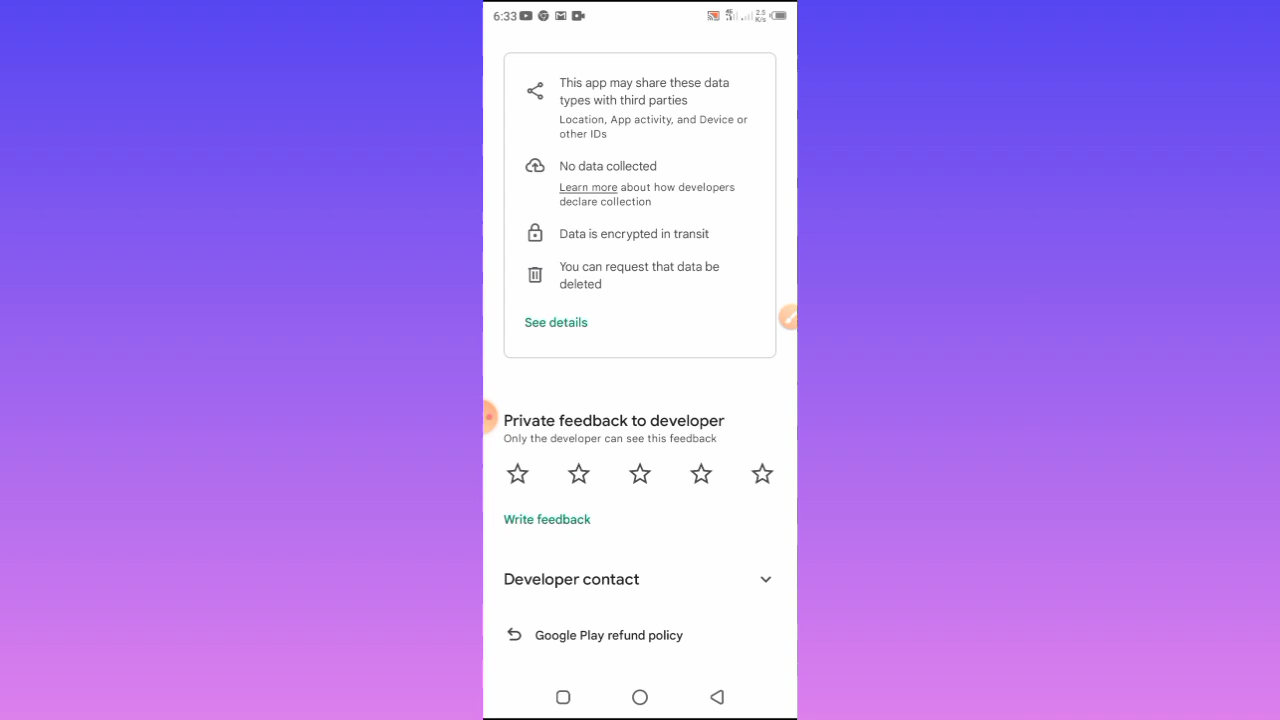 6:33
4G
2.5
K/s
This app may share these data
types with third parties
Location, App activity, and Device or
other IDs
No data collected
Learn more about how developers
declare collection
Data is encrypted in transit
You can request that data be
deleted
See details
Private feedback to developer
Only the developer can see this feedback
Write feedback
Developer contact
Google Play refund policy